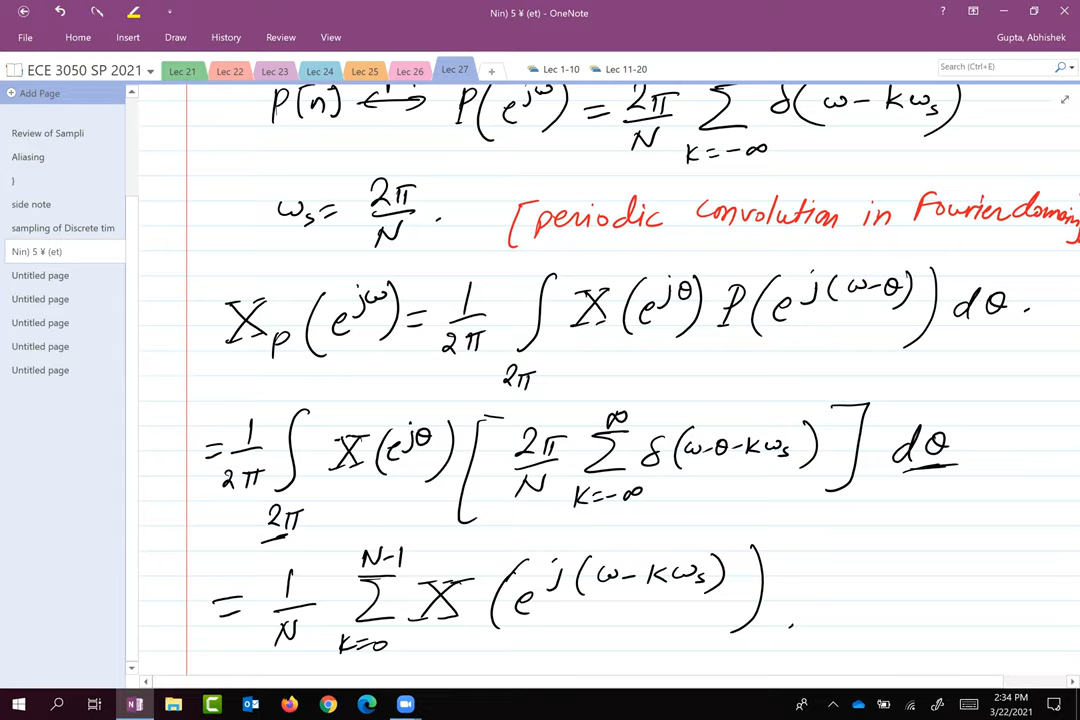 Nin) 5 ¥ (et) - OneNote
File Home Insert Draw History Review View Gupta, Abhishek
ECE 3050 SP 2021 Lec 21 Lec 22 Lec 23 Lec 24 Lec 25 Lec 26 Lec 27 Lec 1-10 Lec 11-20 Search (Ctrl+E)
Add Page
Review of Sampli
Aliasing
}
side note
sampling of Discrete tim
Nin) 5 ¥ (et)
Untitled page
Untitled page
Untitled page
Untitled page
Untitled page
P[n] ⟷ P(e^{jω}) = 2π/N ∑_{k=-∞} δ(ω - kω_s)
ω_s = 2π/N .
[periodic convolution in Fourier domain
X_p(e^{jω}) = 1/2π ∫_{2π} X(e^{jθ}) P(e^{j(ω-θ)}) dθ.
= 1/2π ∫_{2π} X(e^{jθ}) [2π/N ∑_{k=-∞}^{∞} δ(ω-θ-kω_s)] dθ
= 1/N ∑_{k=0}^{N-1} X(e^{j(ω-kω_s)}).
2:34 PM
3/22/2021